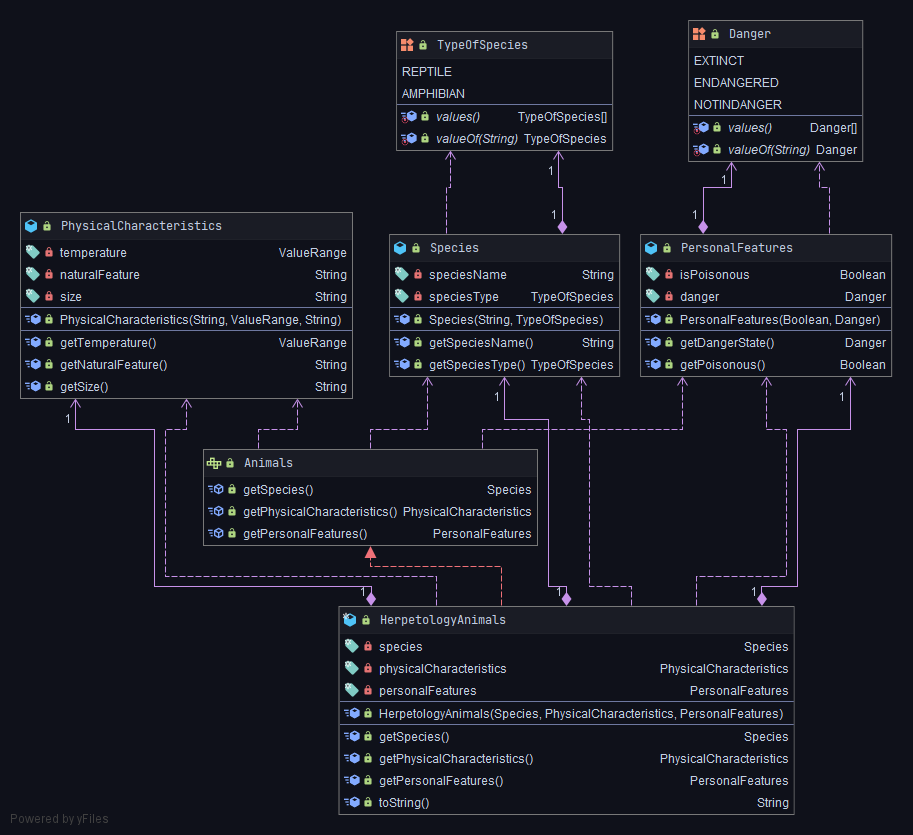 TypeOfSpecies
REPTILE
AMPHIBIAN
values() TypeOfSpecies[]
valueOf(String) TypeOfSpecies
Danger
EXTINCT
ENDANGERED
NOTINDANGER
values() Danger[]
valueOf(String) Danger
1
1
1
1
PhysicalCharacteristics
temperature ValueRange
naturalFeature String
size String
PhysicalCharacteristics(String, ValueRange, String)
getTemperature() ValueRange
getNaturalFeature() String
getSize() String
Species
speciesName String
speciesType TypeOfSpecies
Species(String, TypeOfSpecies)
getSpeciesName() String
getSpeciesType() TypeOfSpecies
PersonalFeatures
isPoisonous Boolean
danger Danger
PersonalFeatures(Boolean, Danger)
getDangerState() Danger
getPoisonous() Boolean
1
1
1
Animals
getSpecies() Species
getPhysicalCharacteristics() PhysicalCharacteristics
getPersonalFeatures() PersonalFeatures
1
1
1
HerpetologyAnimals
species Species
physicalCharacteristics PhysicalCharacteristics
personalFeatures PersonalFeatures
HerpetologyAnimals(Species, PhysicalCharacteristics, PersonalFeatures)
getSpecies() Species
getPhysicalCharacteristics() PhysicalCharacteristics
getPersonalFeatures() PersonalFeatures
toString() String
Powered by yFiles